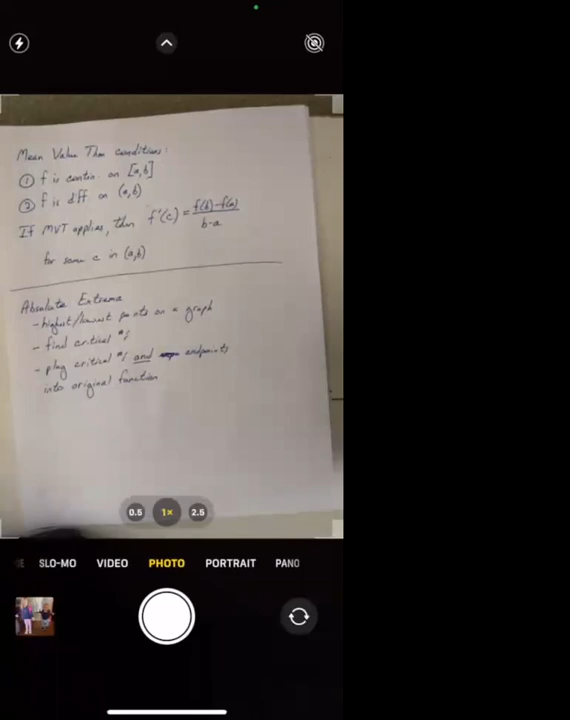 Mean Value Thm conditions:
① f is contin. on [a,b]
② f is diff on (a,b)
If MVT applies, then f'(c) = f(b)-f(a) / b-a
for some c in (a,b)
Absolute Extrema
- highest/lowest points on a graph
- find critical #s
- plug critical #s and endpoints
into original function
0.5 1× 2.5
SLO-MO VIDEO PHOTO PORTRAIT PANO